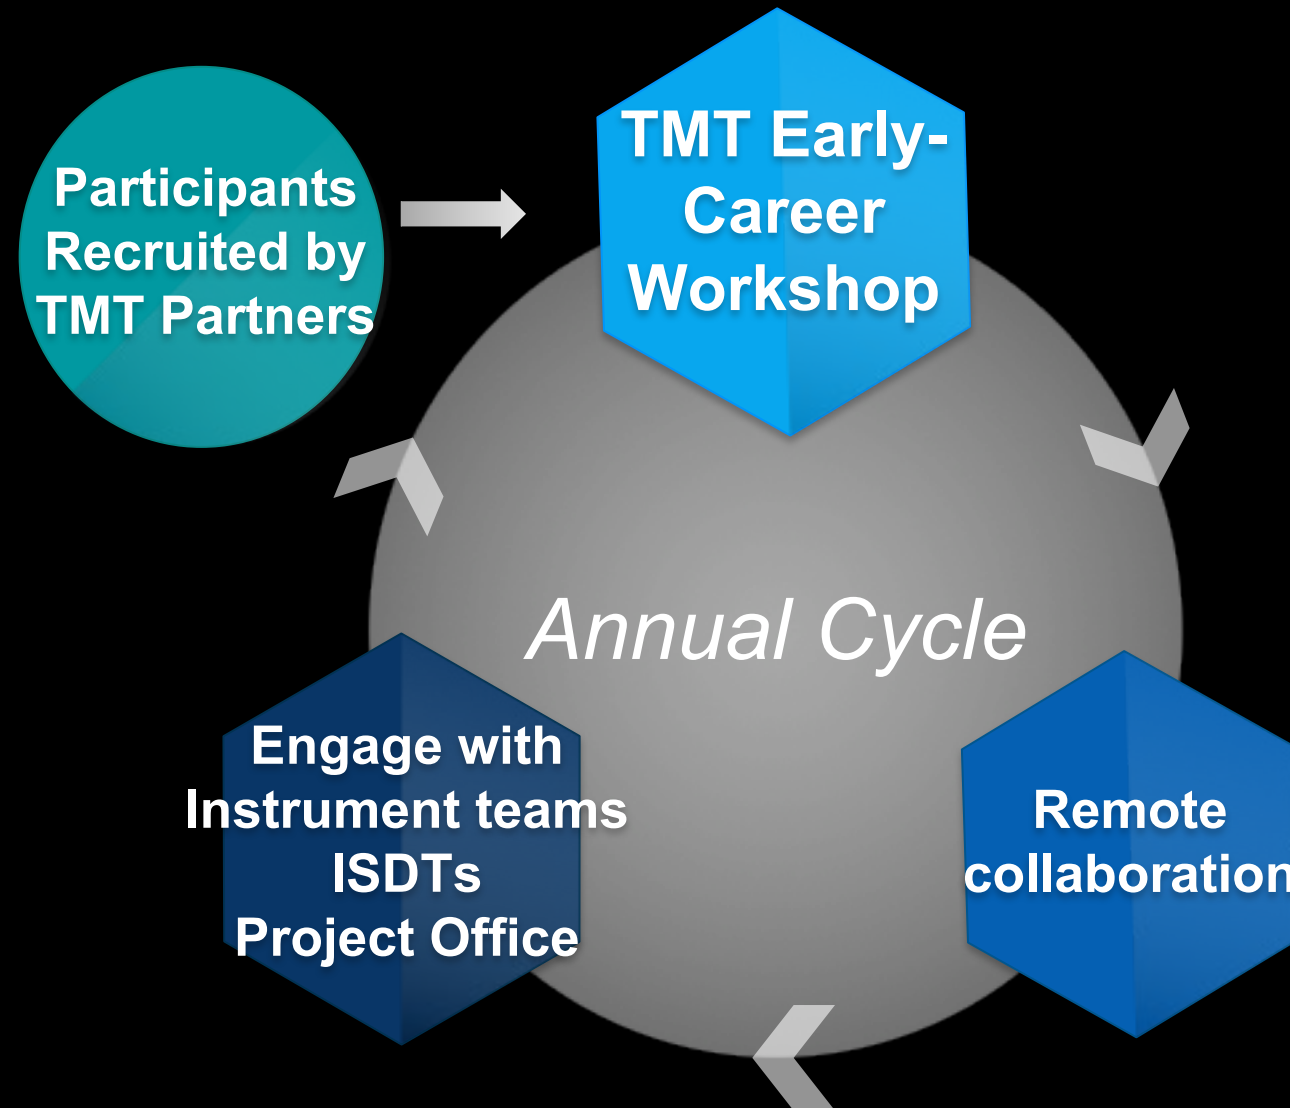 Participants
Recruited by
TMT Partners
TMT Early-
Career
Workshop
Annual Cycle
Engage with
Instrument teams
ISDTs
Project Office
Remote
collaboration